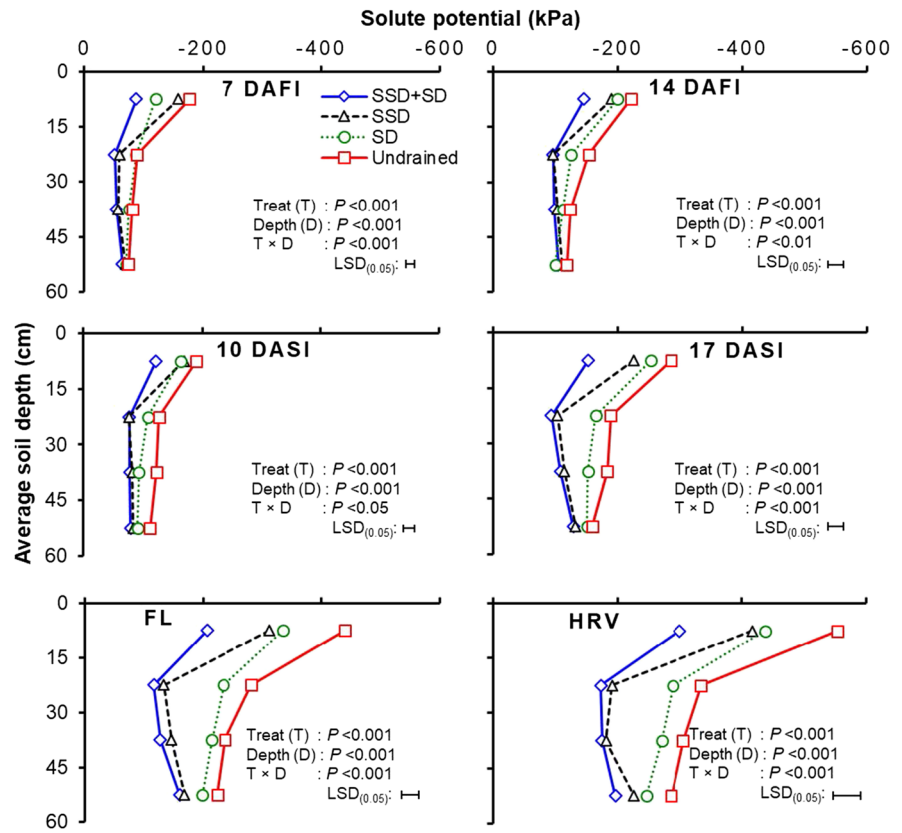 Solute potential (kPa)
0 -200 -400 -600
0 -200 -400 -600
Average soil depth (cm)
0
15
30
45
60
7 DAFI
SSD+SD
SSD
SD
Undrained
Treat (T) : P <0.001
Depth (D) : P <0.001
T × D : P <0.001
LSD(0.05):
14 DAFI
Treat (T) : P <0.001
Depth (D) : P <0.001
T × D : P <0.01
LSD(0.05):
0
15
30
45
60
10 DASI
Treat (T) : P <0.001
Depth (D) : P <0.001
T × D : P <0.05
LSD(0.05):
17 DASI
Treat (T) : P <0.001
Depth (D) : P <0.001
T × D : P <0.001
LSD(0.05):
0
15
30
45
60
FL
Treat (T) : P <0.001
Depth (D) : P <0.001
T × D : P <0.001
LSD(0.05):
HRV
Treat (T) : P <0.001
Depth (D) : P <0.001
T × D : P <0.001
LSD(0.05):